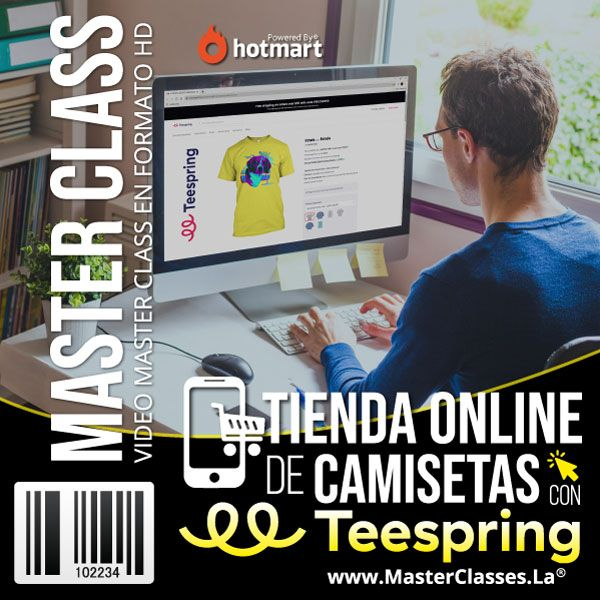 Powered By®
hotmart
MASTER CLASS
VIDEO MASTER CLASS EN FORMATO HD
Teespring
Teespring
TIENDA ONLINE
DE CAMISETAS CON
Teespring
102234
www.MasterClasses.La®